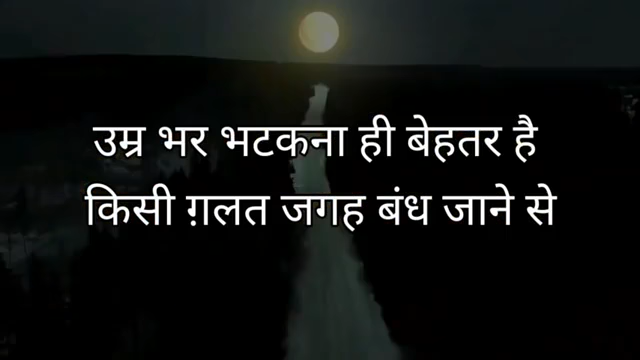 उम्र भर भटकना ही बेहतर है
किसी ग़लत जगह बंध जाने से